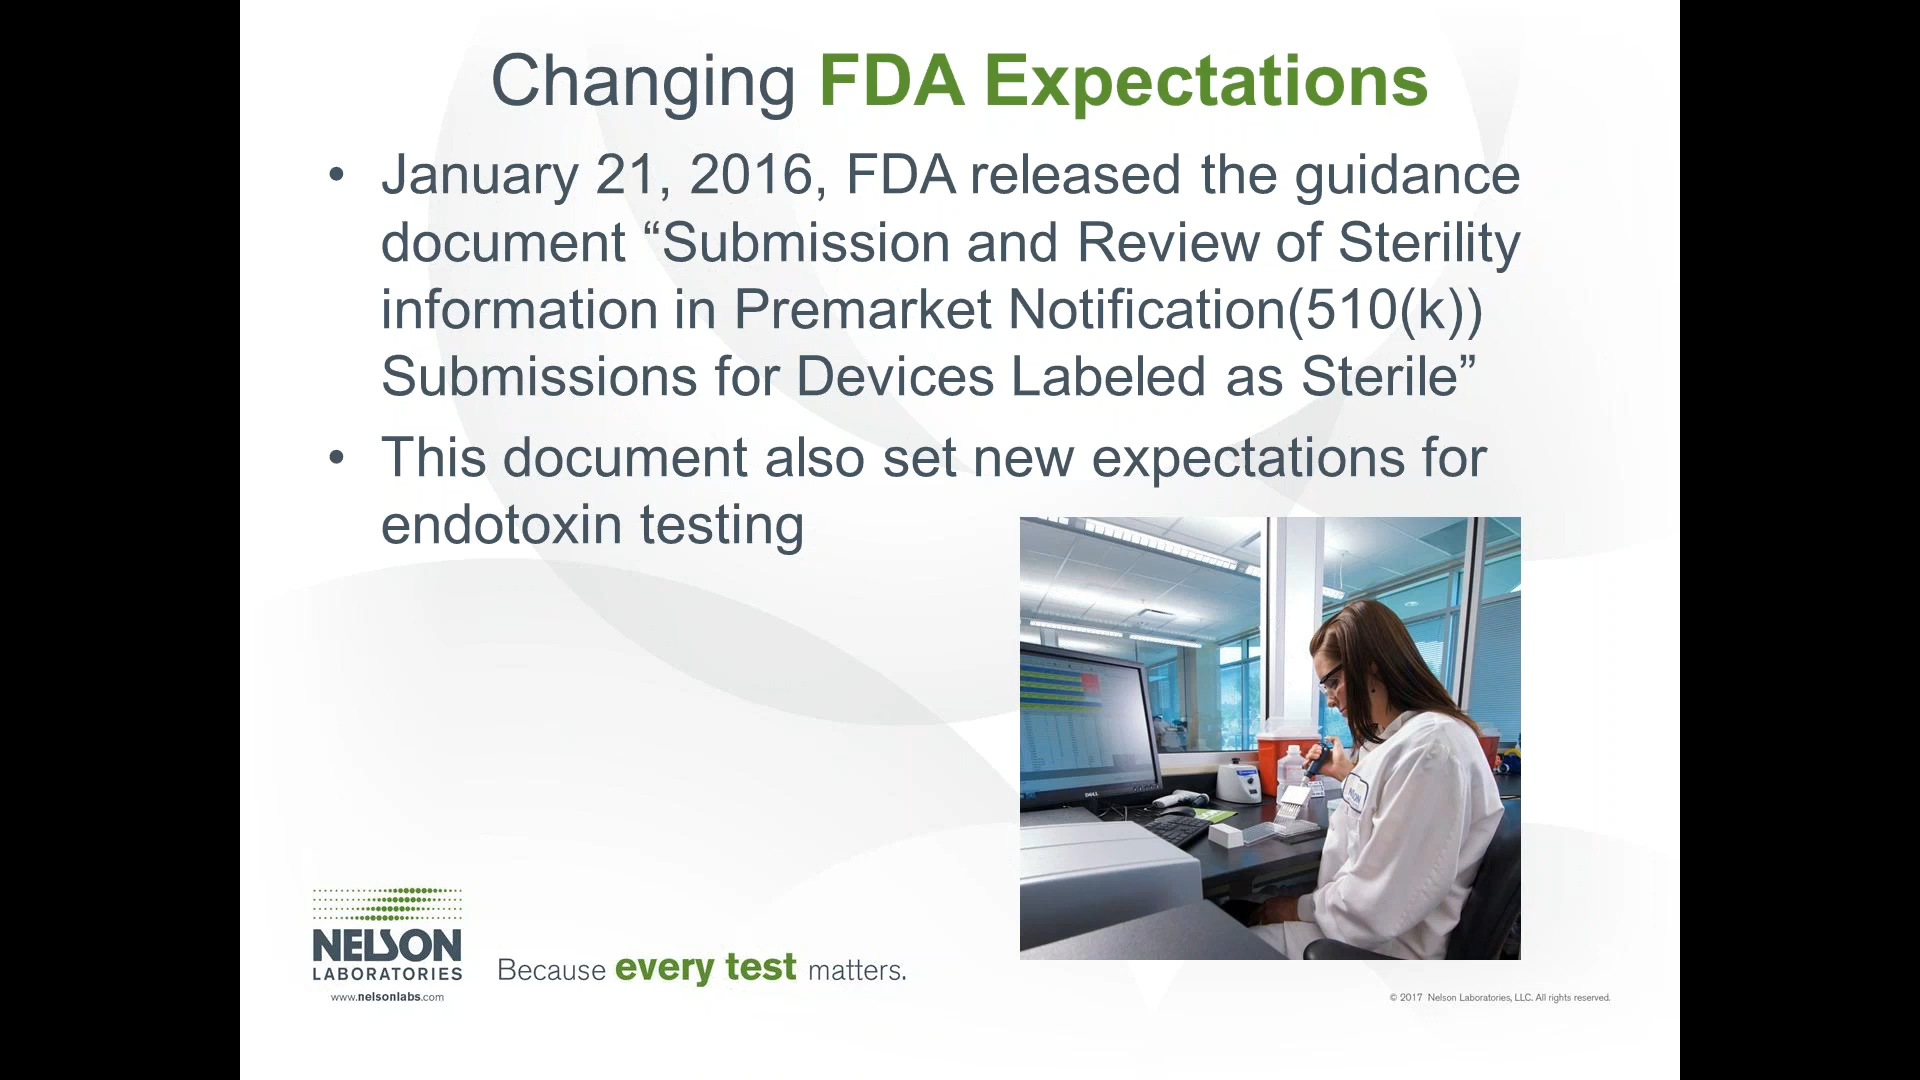 Changing FDA Expectations
• January 21, 2016, FDA released the guidance
document “Submission and Review of Sterility
information in Premarket Notification(510(k))
Submissions for Devices Labeled as Sterile”
• This document also set new expectations for
endotoxin testing
DELL
NELSON
LABORATORIES
www.nelsonlabs.com
Because every test matters.
© 2017 Nelson Laboratories, LLC. All rights reserved.